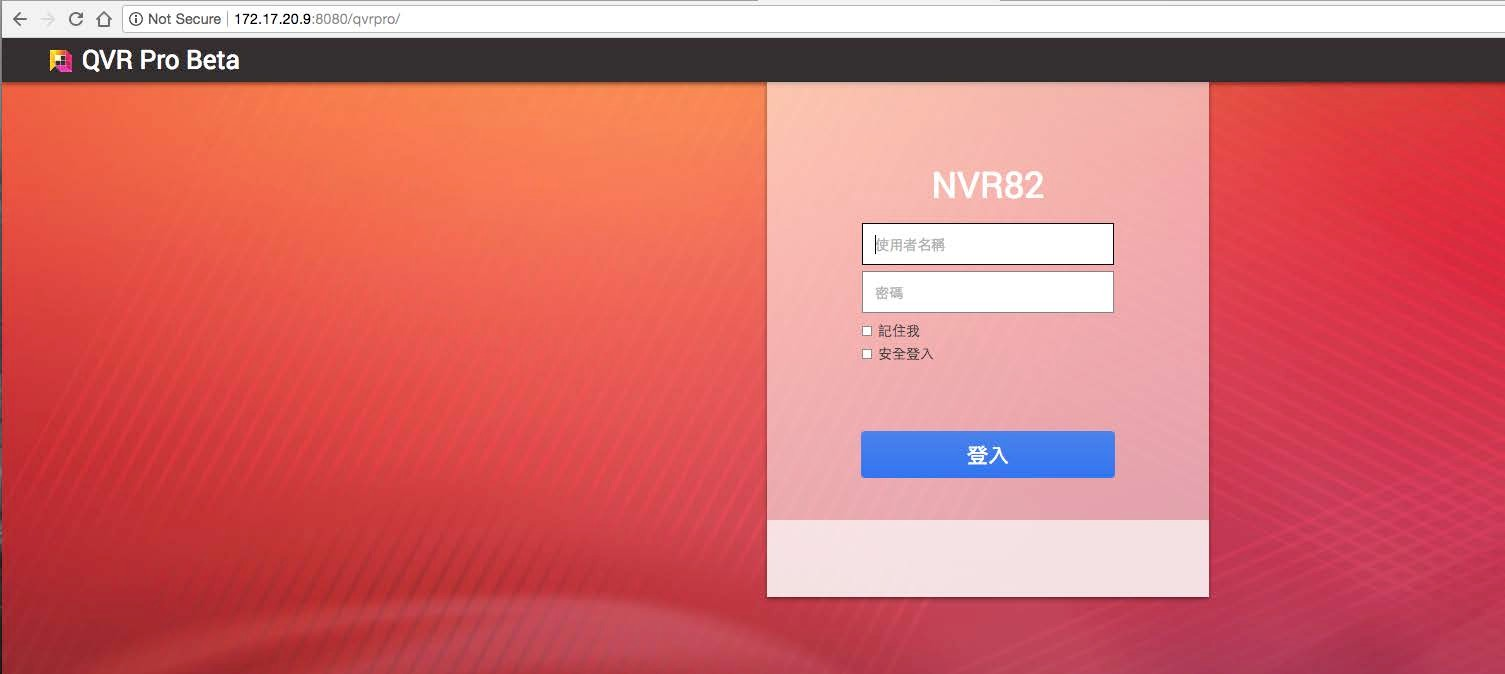 Not Secure 172.17.20.9:8080/qvrpro/
QVR Pro Beta
NVR82
使用者名稱
密碼
記住我
安全登入
登入